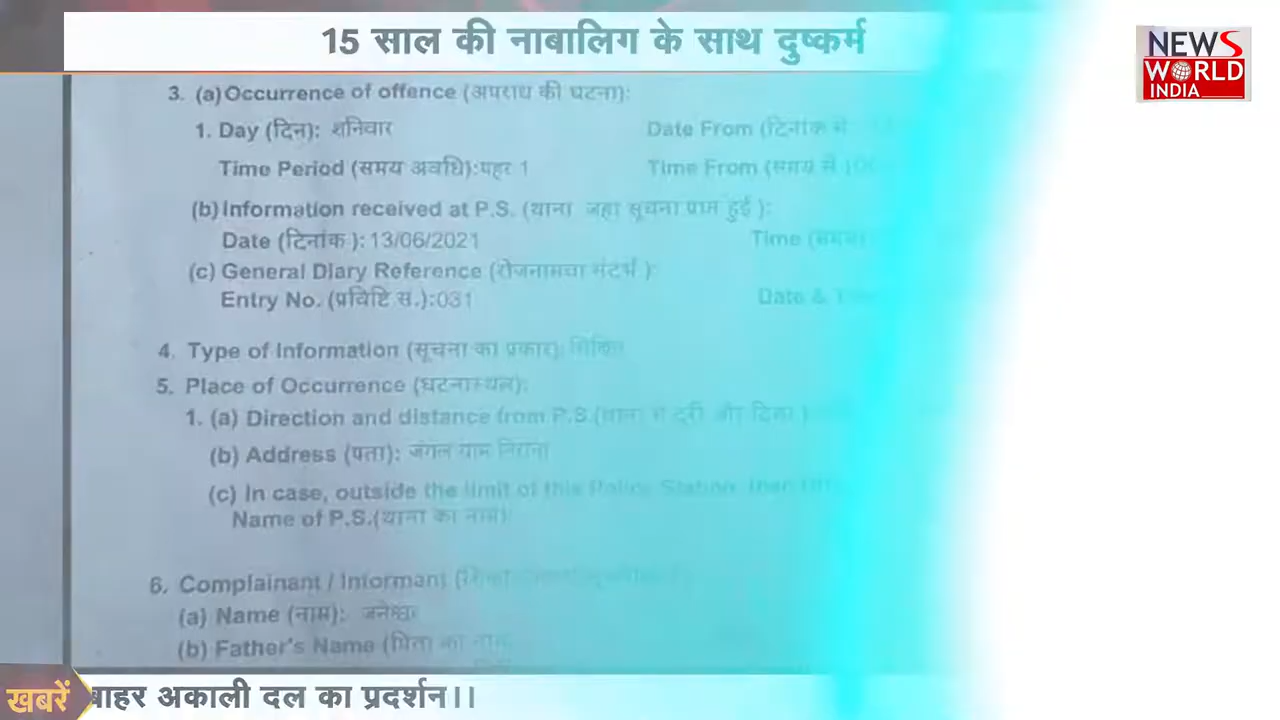 15 साल की नाबालिग के साथ दुष्कर्म
NEWS
WORLD
INDIA
3. (a) Occurrence of offence (अपराध की घटना):
1. Day (दिन): शनिवार Date From (दिनांक से
Time Period (समय अवधि): पहर 1 Time From (समय से
(b) Information received at P.S. (थाना जहा सूचना प्राप्त हुई ):
Date (दिनांक ): 13/06/2021 Time
(c) General Diary Reference (रोजनामचा संदर्भ ):
Entry No. (प्रविष्टि स.):031 Date &
4. Type of Information (सूचना का प्रकार):
5. Place of Occurrence (घटनास्थल):
1. (a) Direction and distance from P.S.(थाना से दूरी और दिशा )
(b) Address (पता): जंगल ग्राम
(c) In case, outside the limit of this Police Station, then
Name of P.S.(थाना का नाम):
6. Complainant / Informant
(a) Name (नाम):
(b) Father's Name (पिता का नाम
खबरें बाहर अकाली दल का प्रदर्शन।।